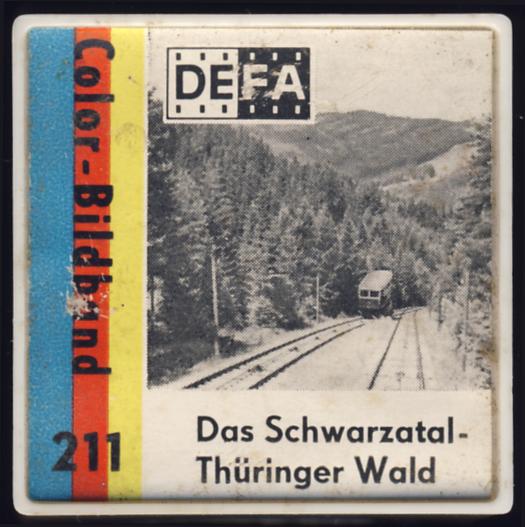 DEFA
Color-Bildband
211
Das Schwarzatal-
Thüringer Wald